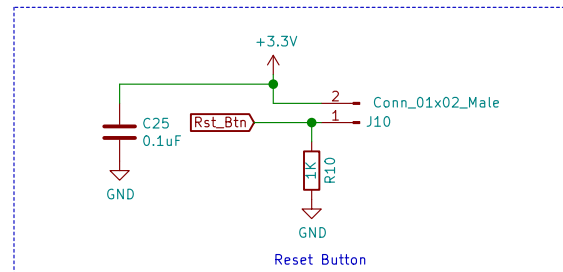 +3.3V
2
Conn_01x02_Male
C25
0.1uF
Rst_Btn
1
J10
1K
R10
GND
GND
Reset Button